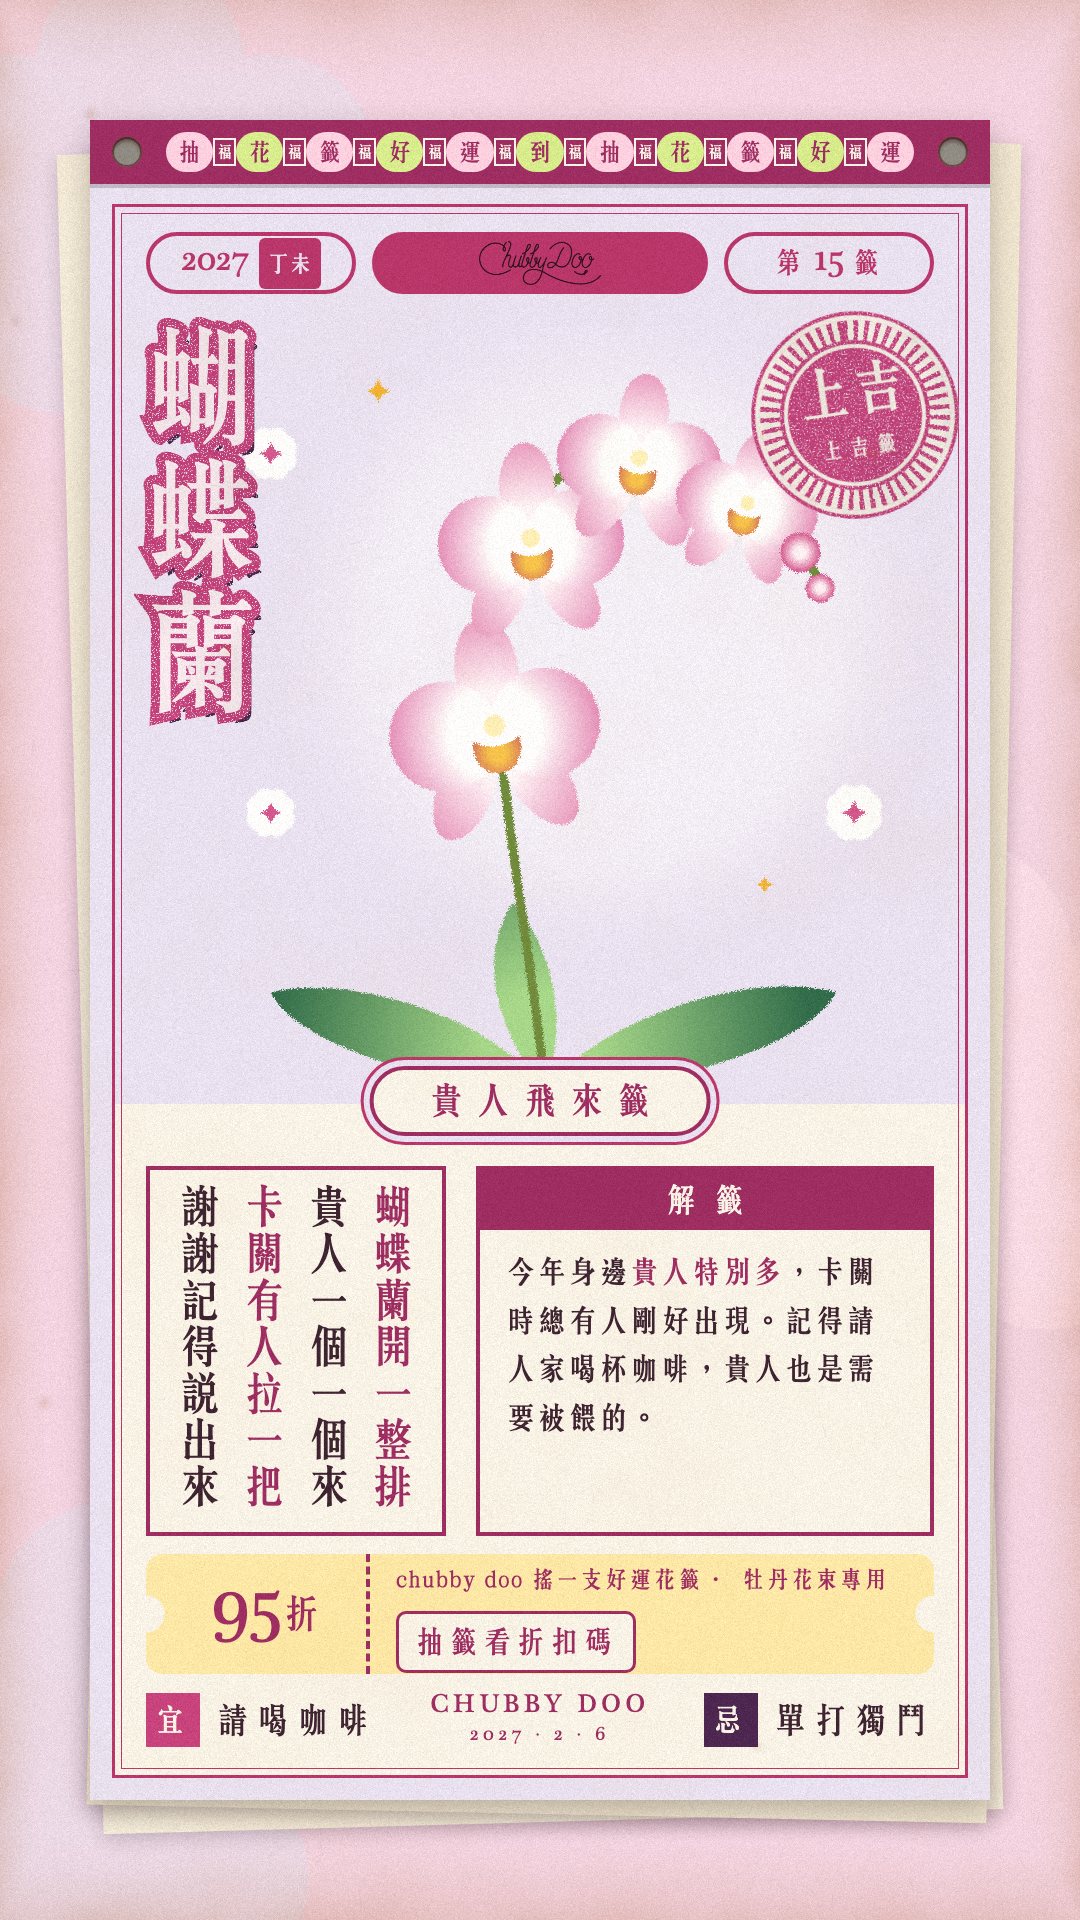 抽福花福籤福好福運福到福抽福花福籤福好福運
2027 丁未
Chubby Doo
第 15 籤
蝴蝶蘭
上吉
上吉籤
貴人飛來籤
蝴蝶蘭開一整排
貴人一個一個來
卡關有人拉一把
謝謝記得説出來
解籤
今年身邊貴人特別多，卡關
時總有人剛好出現。記得請
人家喝杯咖啡，貴人也是需
要被餵的。
95折
chubby doo 搖一支好運花籤・ 牡丹花束專用
抽籤看折扣碼
宜 請喝咖啡
CHUBBY DOO
2027 · 2 · 6
忌 單打獨鬥